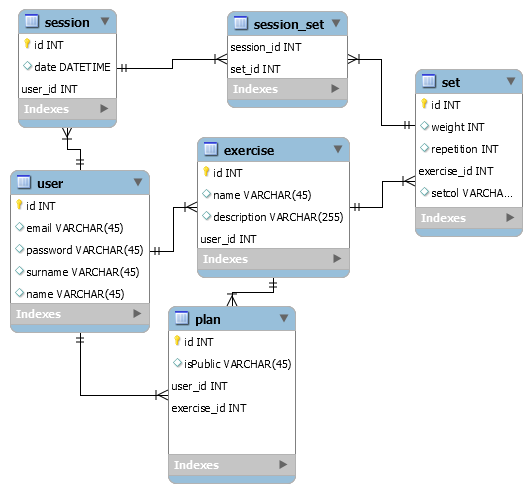 session
id INT
date DATETIME
user_id INT
Indexes
session_set
session_id INT
set_id INT
Indexes
set
id INT
weight INT
repetition INT
exercise_id INT
setcol VARCHA...
Indexes
exercise
id INT
name VARCHAR(45)
description VARCHAR(255)
user_id INT
Indexes
user
id INT
email VARCHAR(45)
password VARCHAR(45)
surname VARCHAR(45)
name VARCHAR(45)
Indexes
plan
id INT
isPublic VARCHAR(45)
user_id INT
exercise_id INT
Indexes